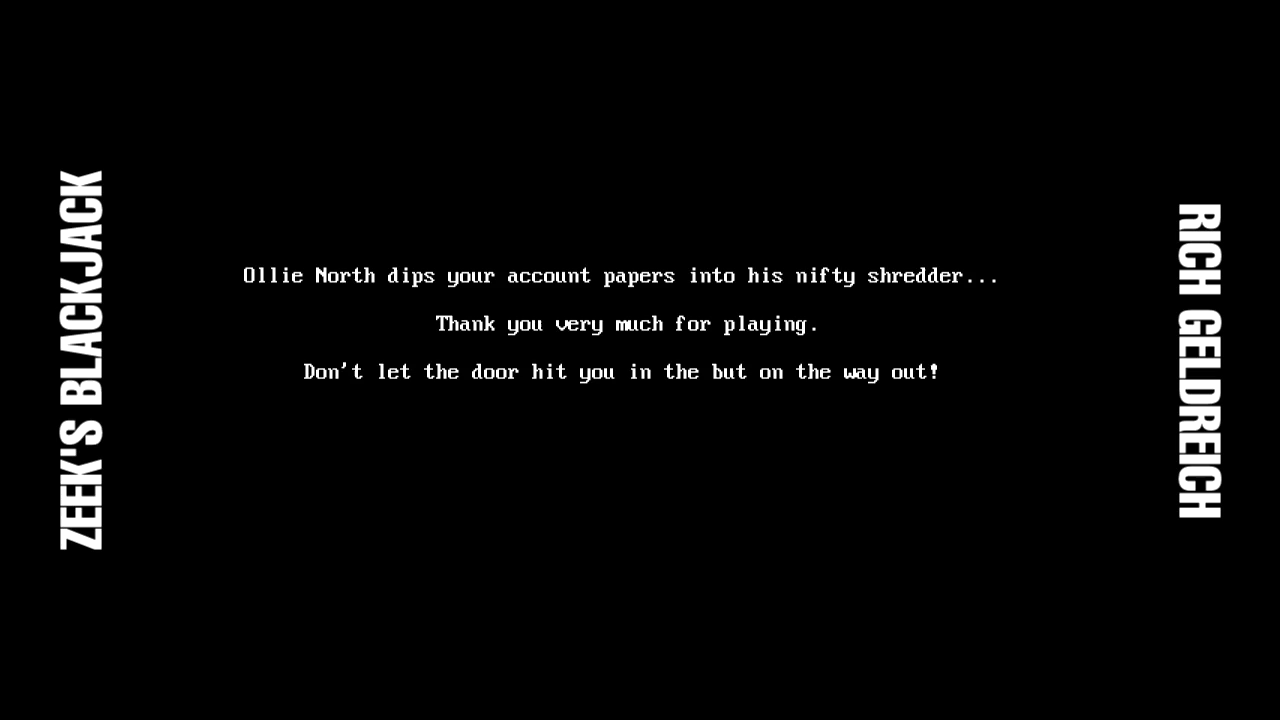 ZEEK'S BLACKJACK
Ollie North dips your account papers into his nifty shredder...
Thank you very much for playing.
Don't let the door hit you in the but on the way out!
RICH GELDREICH